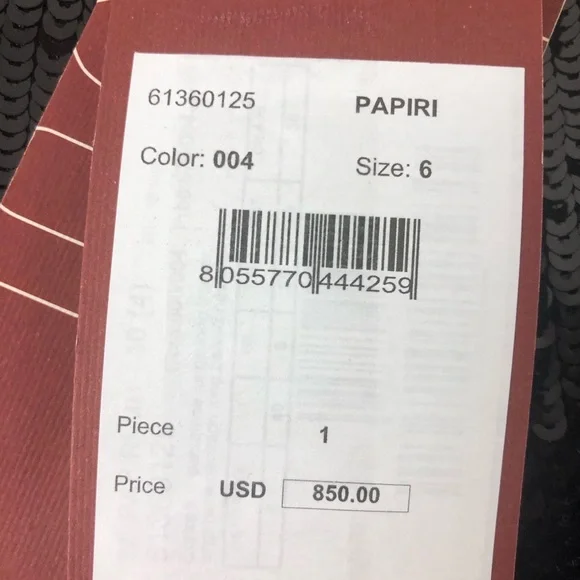 61360125 PAPIRI
Color: 004 Size: 6
8 055770 444259
Piece 1
Price USD 850.00